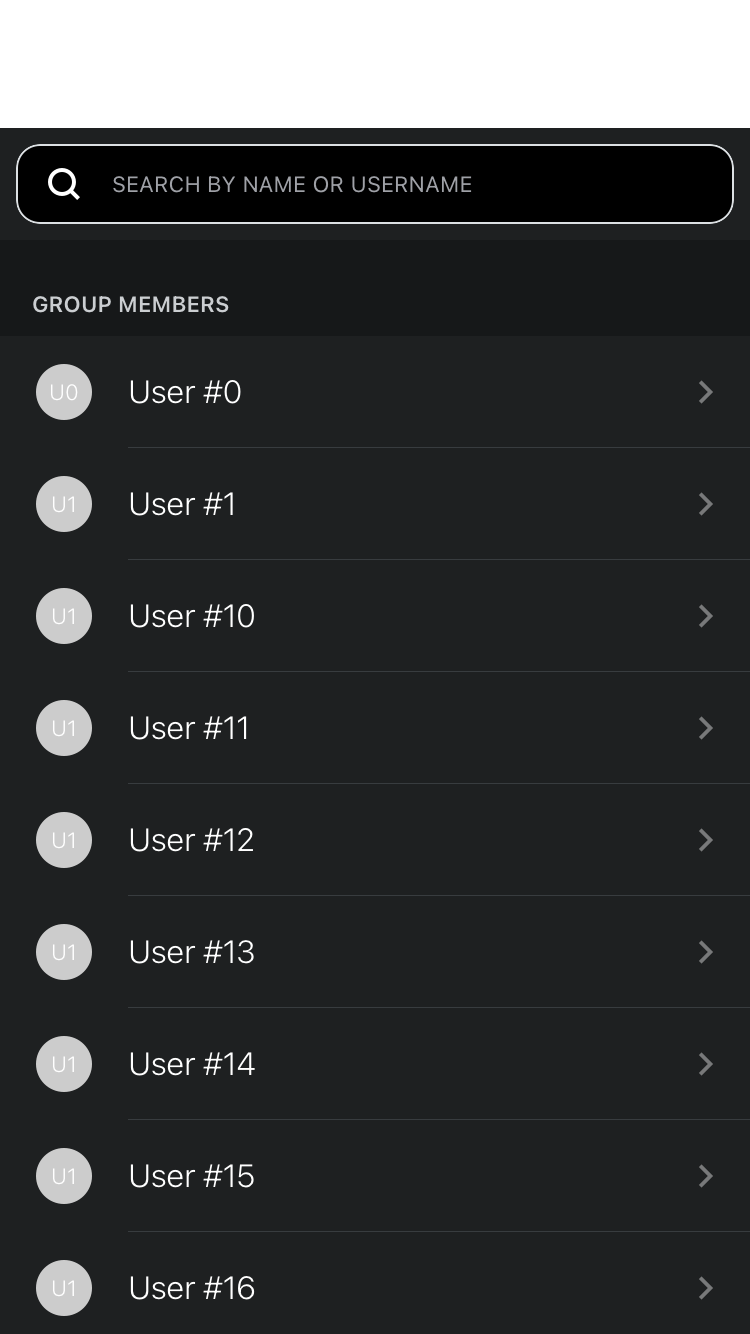 SEARCH BY NAME OR USERNAME
GROUP MEMBERS
U0 User #0
U1 User #1
U1 User #10
U1 User #11
U1 User #12
U1 User #13
U1 User #14
U1 User #15
U1 User #16